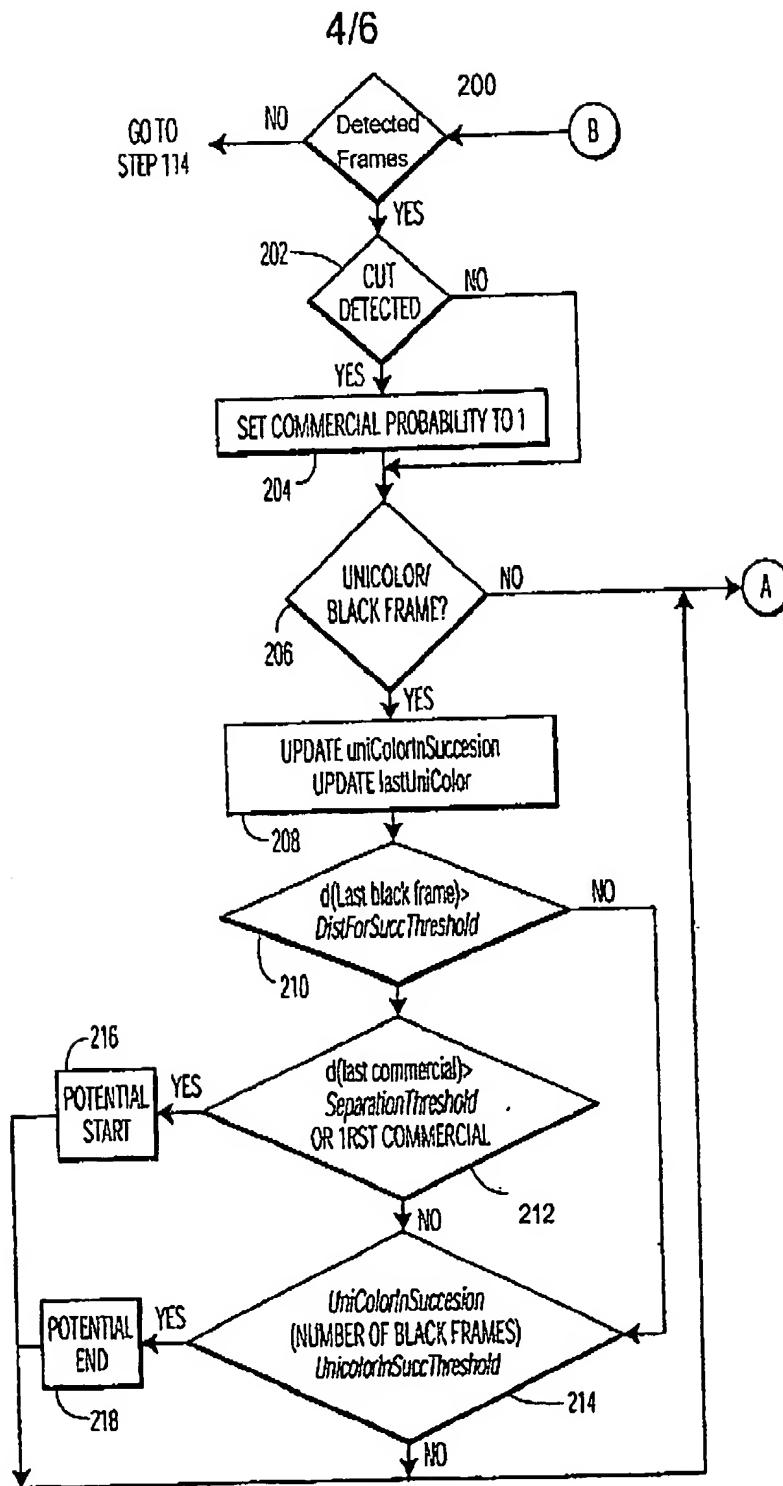 4/6
200
B
GO TO
STEP 114
NO
Detected
Frames
YES
202
CUT
DETECTED
NO
YES
SET COMMERCIAL PROBABILITY TO 1
204
UNICOLOR/
BLACK FRAME?
NO
A
206
YES
UPDATE uniColorInSuccesion
UPDATE lastUniColor
208
d(Last black frame)>
DistForSuccThreshold
NO
210
216
POTENTIAL
START
YES
d(last commercial)>
SeparationThreshold
OR 1RST COMMERCIAL
212
NO
POTENTIAL
END
YES
UniColorInSuccesion
(NUMBER OF BLACK FRAMES)
UnicolorInSuccThreshold
218
214
NO